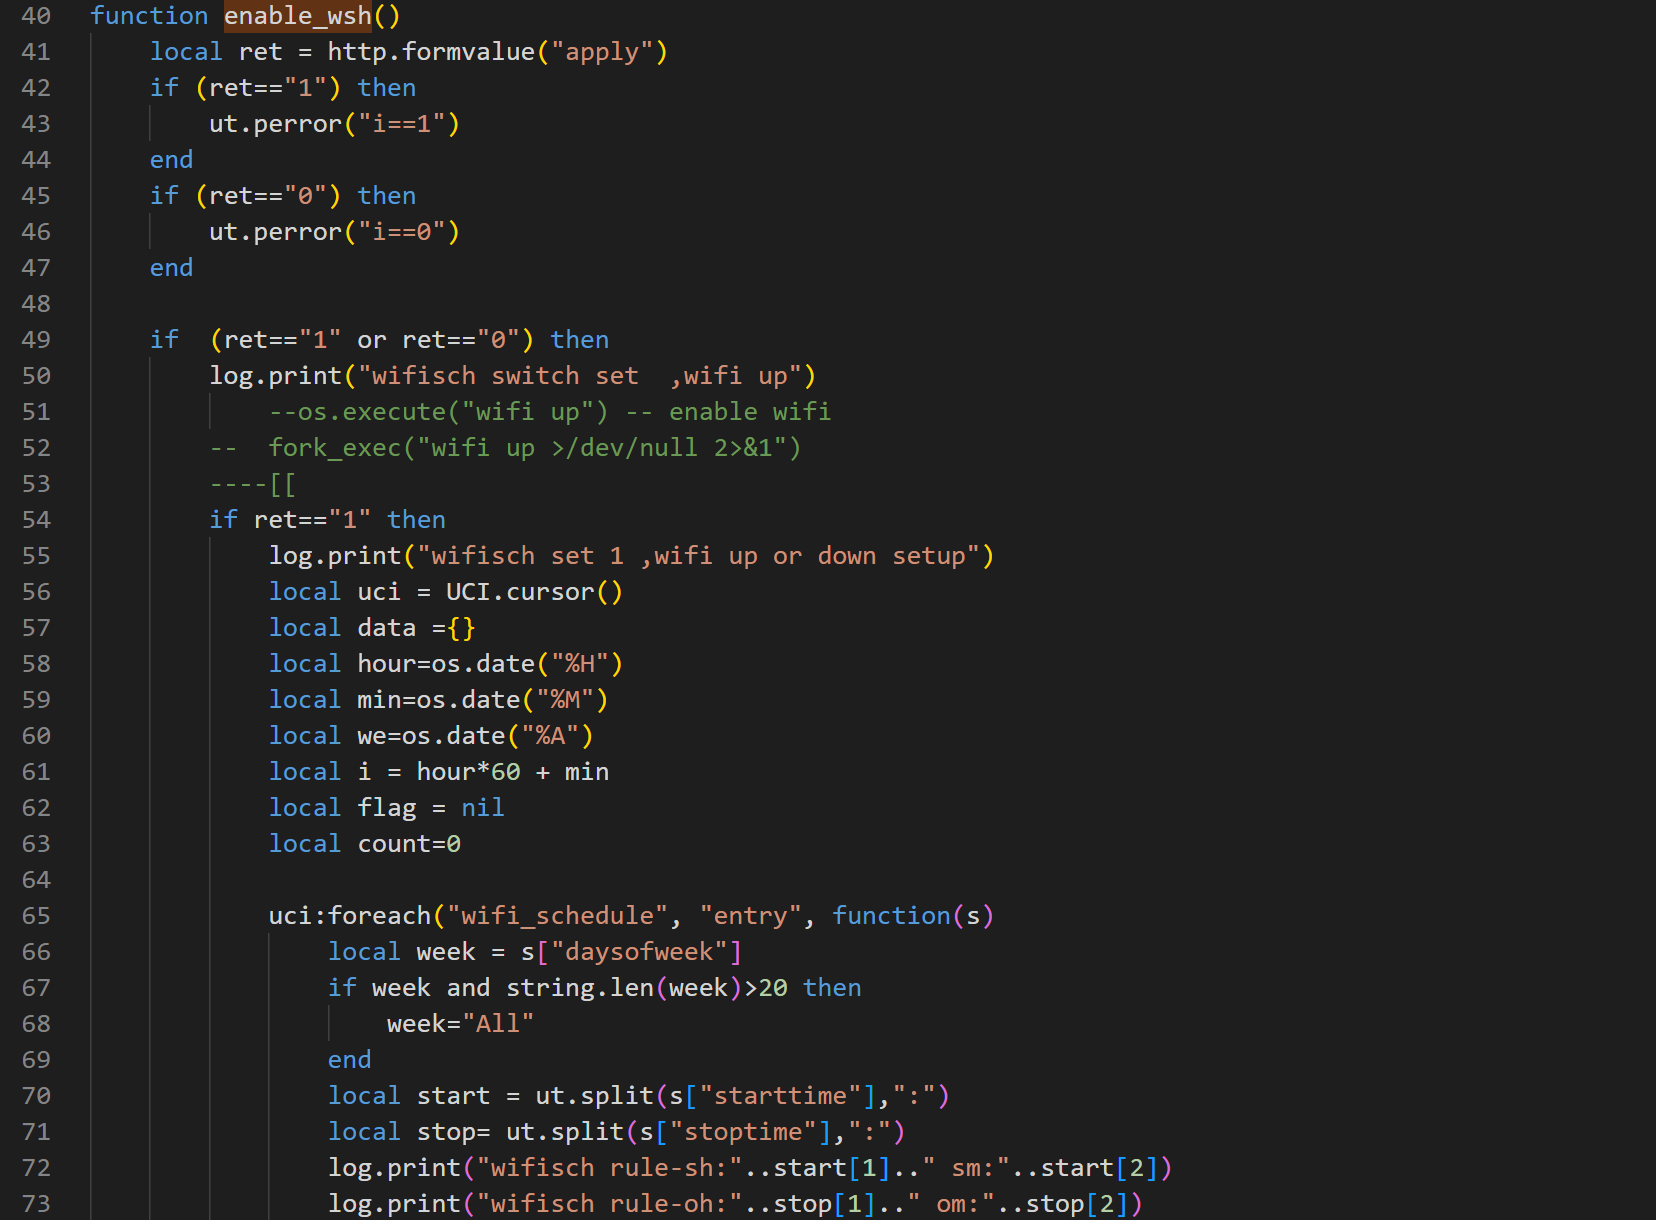 40 function enable_wsh()
41     local ret = http.formvalue("apply")
42     if (ret=="1") then
43         ut.perror("i==1")
44     end
45     if (ret=="0") then
46         ut.perror("i==0")
47     end
48
49     if  (ret=="1" or ret=="0") then
50         log.print("wifisch switch set  ,wifi up")
51             --os.execute("wifi up") -- enable wifi
52         --  fork_exec("wifi up >/dev/null 2>&1")
53         ----[[
54         if ret=="1" then
55             log.print("wifisch set 1 ,wifi up or down setup")
56             local uci = UCI.cursor()
57             local data ={}
58             local hour=os.date("%H")
59             local min=os.date("%M")
60             local we=os.date("%A")
61             local i = hour*60 + min
62             local flag = nil
63             local count=0
64
65             uci:foreach("wifi_schedule", "entry", function(s)
66                 local week = s["daysofweek"]
67                 if week and string.len(week)>20 then
68                     week="All"
69                 end
70                 local start = ut.split(s["starttime"],":")
71                 local stop= ut.split(s["stoptime"],":")
72                 log.print("wifisch rule-sh:"..start[1].." sm:"..start[2])
73                 log.print("wifisch rule-oh:"..stop[1].." om:"..stop[2])